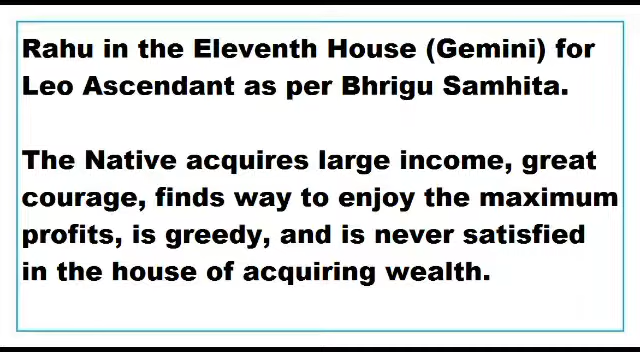 Rahu in the Eleventh House (Gemini) for
Leo Ascendant as per Bhrigu Samhita.
The Native acquires large income, great
courage, finds way to enjoy the maximum
profits, is greedy, and is never satisfied
in the house of acquiring wealth.